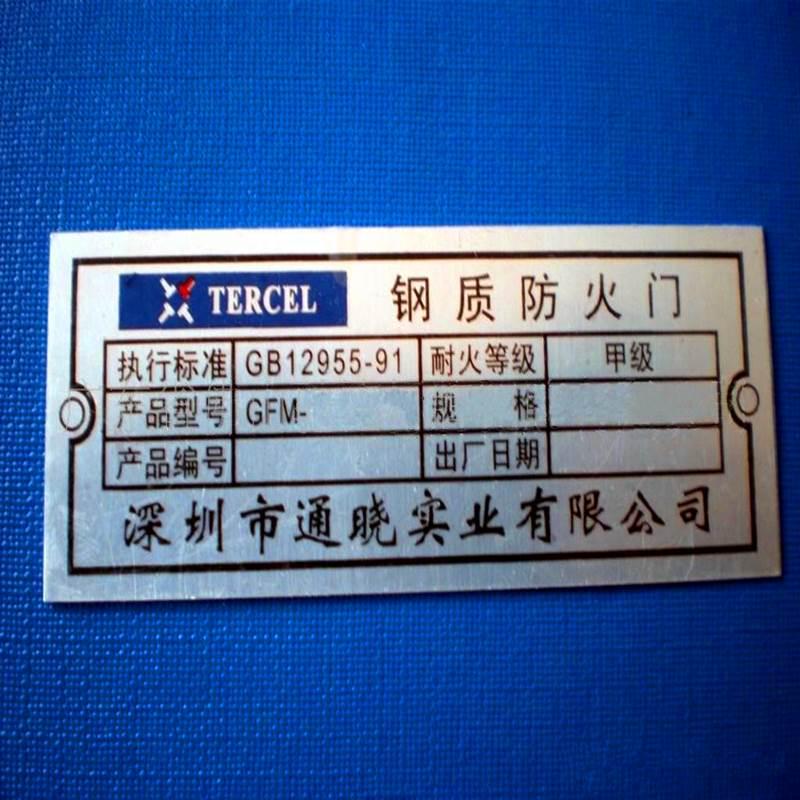 TERCEL 钢质防火门
执行标准 GB12955-91 耐火等级 甲级
产品型号 GFM- 规格
产品编号 出厂日期
深圳市通晓实业有限公司